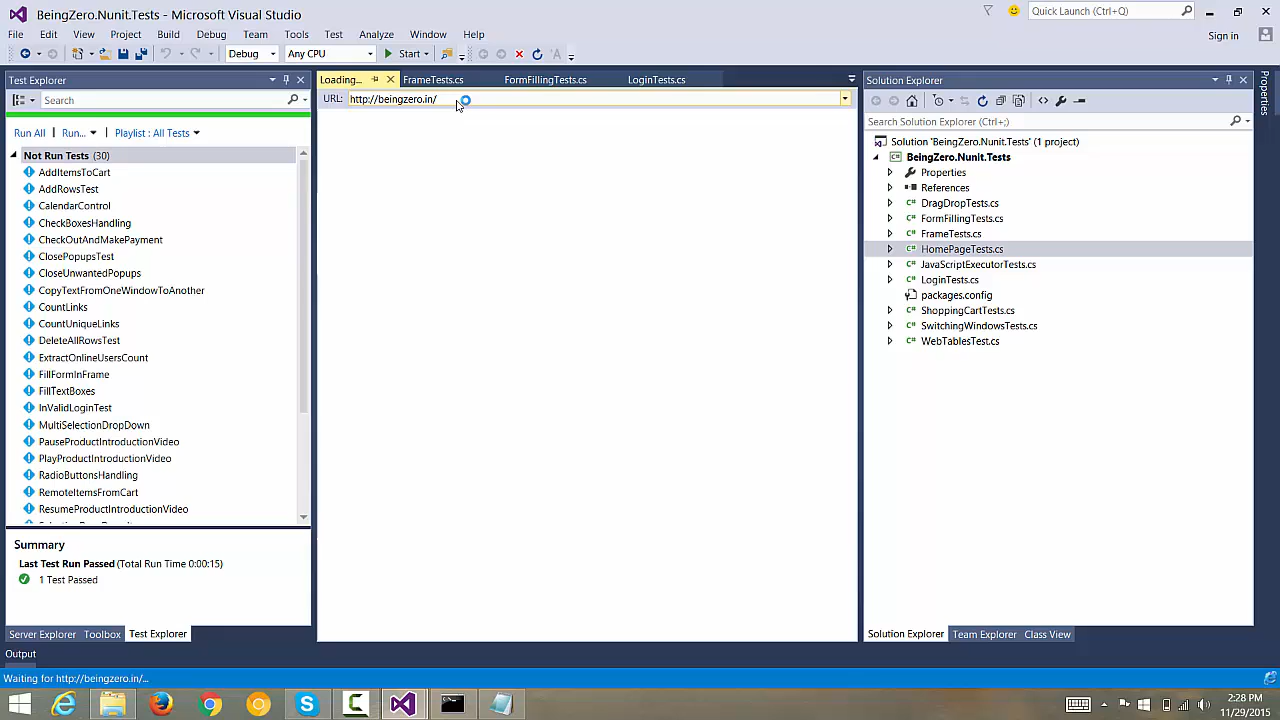 BeingZero.Nunit.Tests - Microsoft Visual Studio
Quick Launch (Ctrl+Q)
File Edit View Project Build Debug Team Tools Test Analyze Window Help
Sign in
Debug Any CPU Start
Test Explorer
Search
Run All Run... Playlist : All Tests
Not Run Tests (30)
AddItemsToCart
AddRowsTest
CalendarControl
CheckBoxesHandling
CheckOutAndMakePayment
ClosePopupsTest
CloseUnwantedPopups
CopyTextFromOneWindowToAnother
CountLinks
CountUniqueLinks
DeleteAllRowsTest
ExtractOnlineUsersCount
FillFormInFrame
FillTextBoxes
InValidLoginTest
MultiSelectionDropDown
PauseProductIntroductionVideo
PlayProductIntroductionVideo
RadioButtonsHandling
RemoteItemsFromCart
ResumeProductIntroductionVideo
Summary
Last Test Run Passed (Total Run Time 0:00:15)
1 Test Passed
Server Explorer Toolbox Test Explorer
Output
Loading... FrameTests.cs FormFillingTests.cs LoginTests.cs
URL: http://beingzero.in/
Solution Explorer
Search Solution Explorer (Ctrl+;)
Solution 'BeingZero.Nunit.Tests' (1 project)
BeingZero.Nunit.Tests
Properties
References
DragDropTests.cs
FormFillingTests.cs
FrameTests.cs
HomePageTests.cs
JavaScriptExecutorTests.cs
LoginTests.cs
packages.config
ShoppingCartTests.cs
SwitchingWindowsTests.cs
WebTablesTest.cs
Solution Explorer Team Explorer Class View
Properties
Waiting for http://beingzero.in/...
2:28 PM
11/29/2015